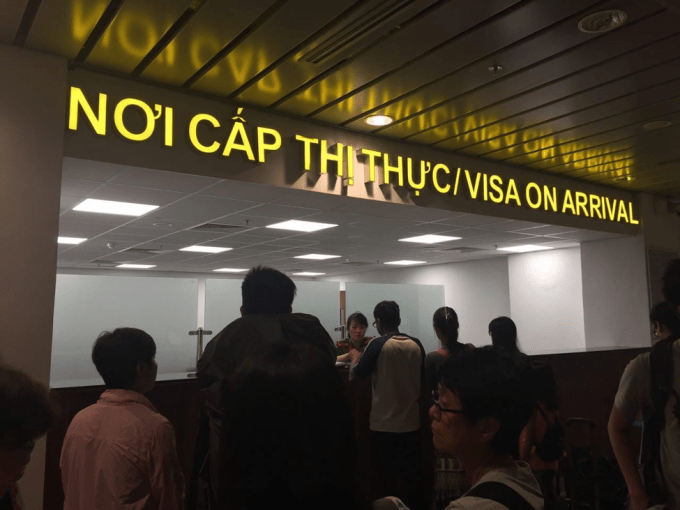 NƠI CẤP THỊ THỰC/VISA ON ARRIVAL